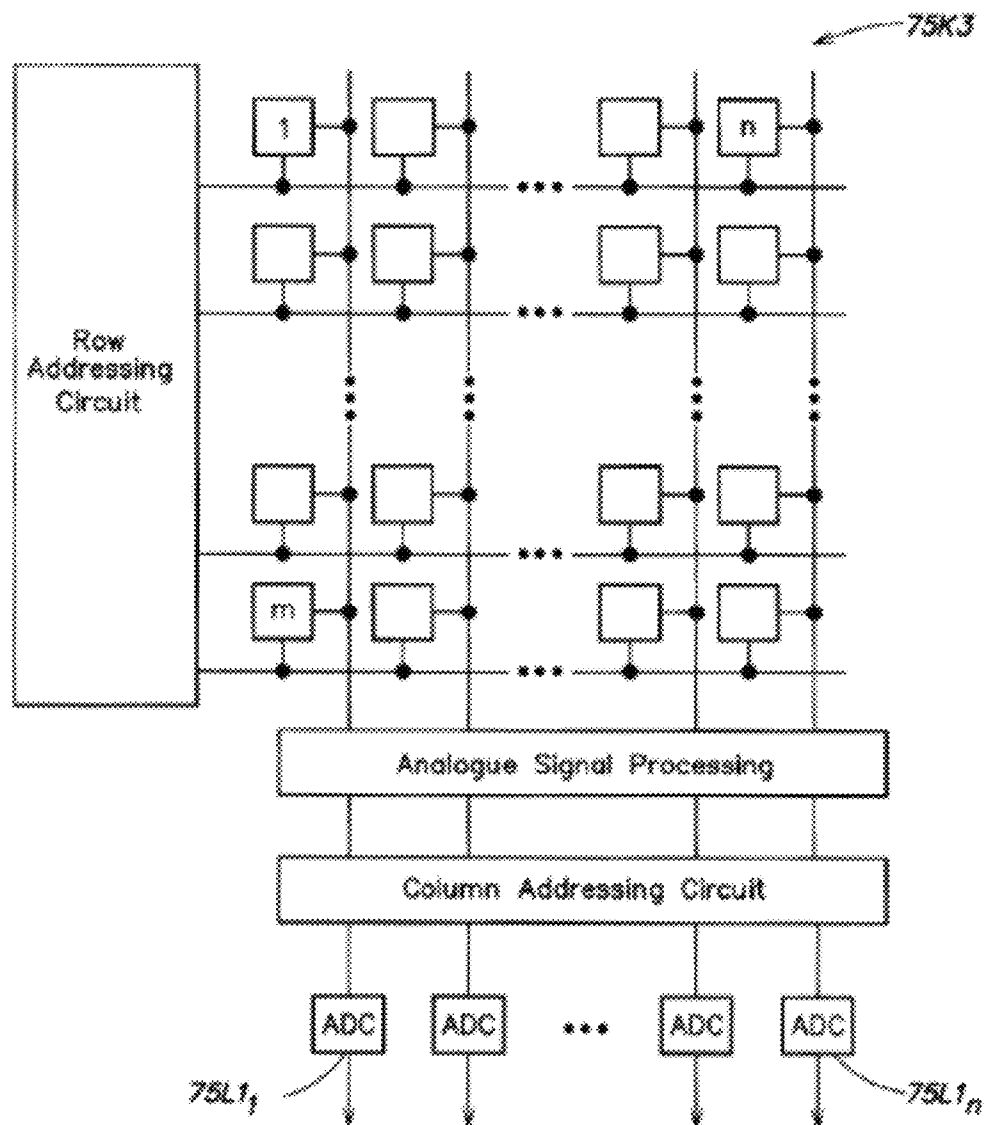 75K3
1
n
Row
Addressing
Circuit
m
Analogue Signal Processing
Column Addressing Circuit
ADC ADC ADC ADC
75L1₁
75L1ₙ